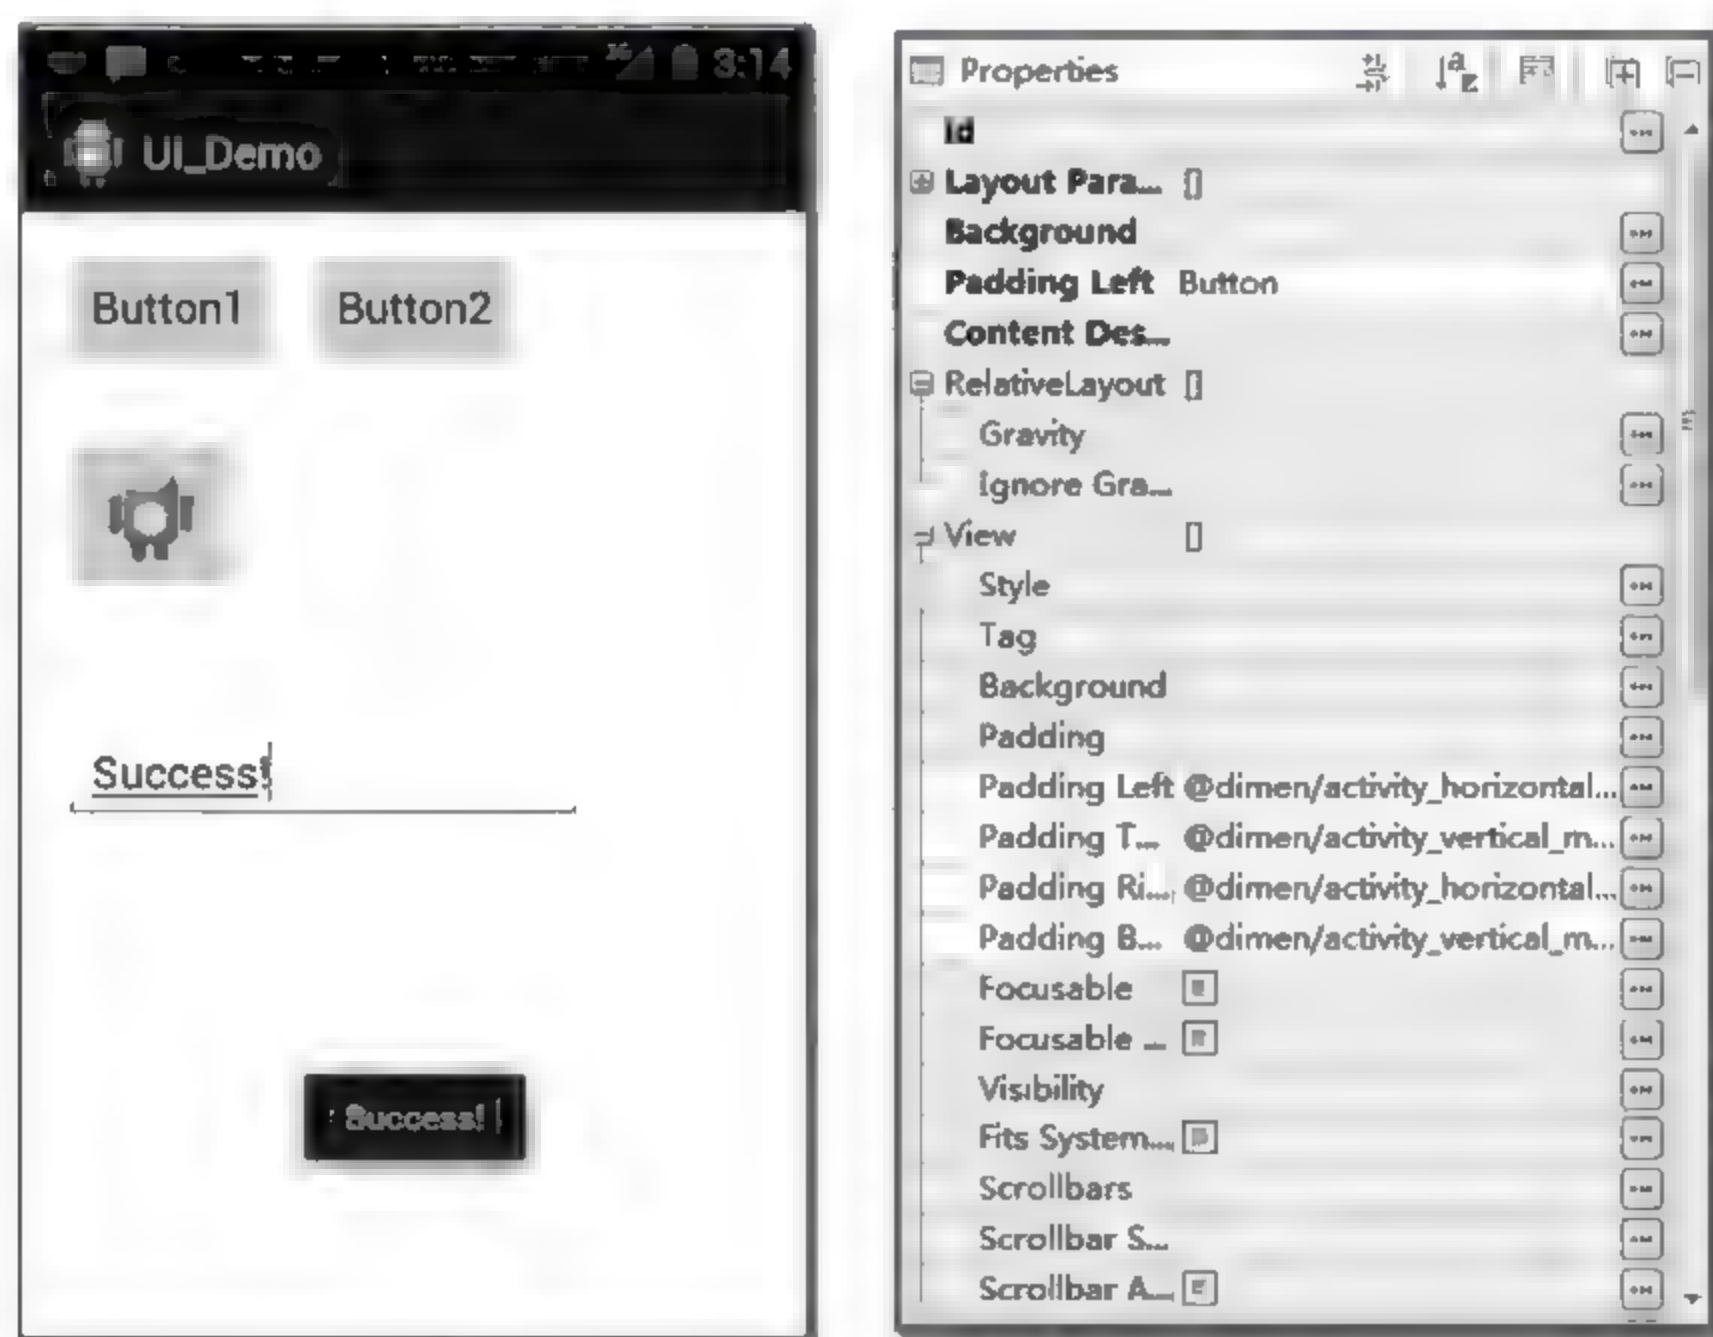 3G 3:14
UI_Demo
Button1 Button2
Success!
Success!
Properties
Id
Layout Para... []
Background
Padding Left Button
Content Des...
RelativeLayout []
Gravity
Ignore Gra...
View []
Style
Tag
Background
Padding
Padding Left @dimen/activity_horizontal...
Padding T... @dimen/activity_vertical_m...
Padding Ri... @dimen/activity_horizontal...
Padding B... @dimen/activity_vertical_m...
Focusable
Focusable ...
Visibility
Fits System...
Scrollbars
Scrollbar S...
Scrollbar A...